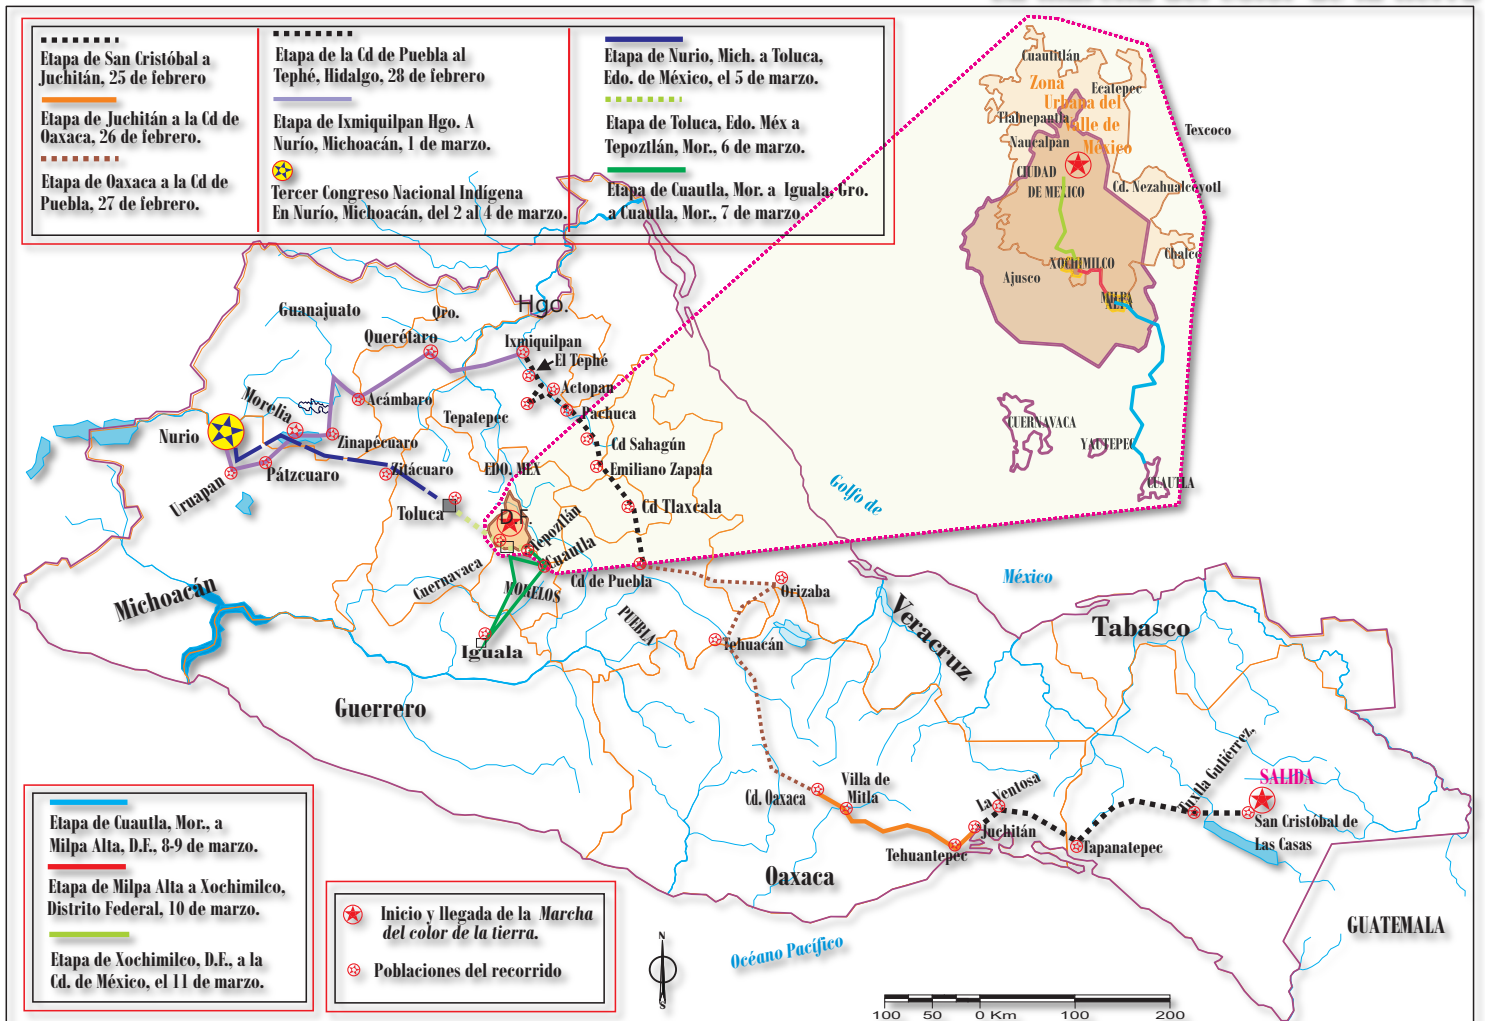 Etapa de San Cristóbal a
Juchitán, 25 de febrero
Etapa de Juchitán a la Cd de
Oaxaca, 26 de febrero.
Etapa de Oaxaca a la Cd de
Puebla, 27 de febrero.
Etapa de la Cd de Puebla al
Tephé, Hidalgo, 28 de febrero
Etapa de Ixmiquilpan Hgo. A
Nurío, Michoacán, 1 de marzo.
Tercer Congreso Nacional Indígena
En Nurío, Michoacán, del 2 al 4 de marzo.
Etapa de Nurio, Mich. a Toluca,
Edo. de México, el 5 de marzo.
Etapa de Toluca, Edo. Méx a
Tepoztlán, Mor., 6 de marzo.
Etapa de Cuautla, Mor. a Iguala, Gro.
a Cuautla, Mor., 7 de marzo
Cuautitlán
Zona
Urbana del
Valle de
México
Ecatepec
Tlalnepantla
Naucalpan
Texcoco
CIUDAD
DE MEXICO
Cd. Nezahualcoyotl
XOCHIMILCO
Chalco
Ajusco
MILPA
ALTA
CUERNAVACA
YAUTEPEC
CUAUTLA
Guanajuato
Qro.
Hgo.
Querétaro
Ixmiquilpan
El Tephé
Actopan
Acámbaro
Tepatepec
Pachuca
Morelia
Nurio
Zinapécuaro
Cd Sahagún
Pátzcuaro
Zitácuaro
EDO. MEX
Emiliano Zapata
Uruapan
Toluca
Cd Tlaxcala
D.F.
Tepoztlán
Cuautla
Cuernavaca
MORELOS
Cd de Puebla
Golfo de
México
Michoacán
Orizaba
PUEBLA
Tehuacán
Veracruz
Tabasco
Iguala
Guerrero
Villa de
Mitla
Cd. Oaxaca
La Ventosa
Juchitán
Tehuantepec
Tapanatepec
Tuxtla Gutiérrez,
SALIDA
San Cristóbal de
Las Casas
Oaxaca
GUATEMALA
Océano Pacífico
Etapa de Cuautla, Mor., a
Milpa Alta, D.F., 8-9 de marzo.
Etapa de Milpa Alta a Xochimilco,
Distrito Federal, 10 de marzo.
Etapa de Xochimilco, D.F., a la
Cd. de México, el 11 de marzo.
Inicio y llegada de la Marcha
del color de la tierra.
Poblaciones del recorrido
N
S
100 50 0 Km 100 200